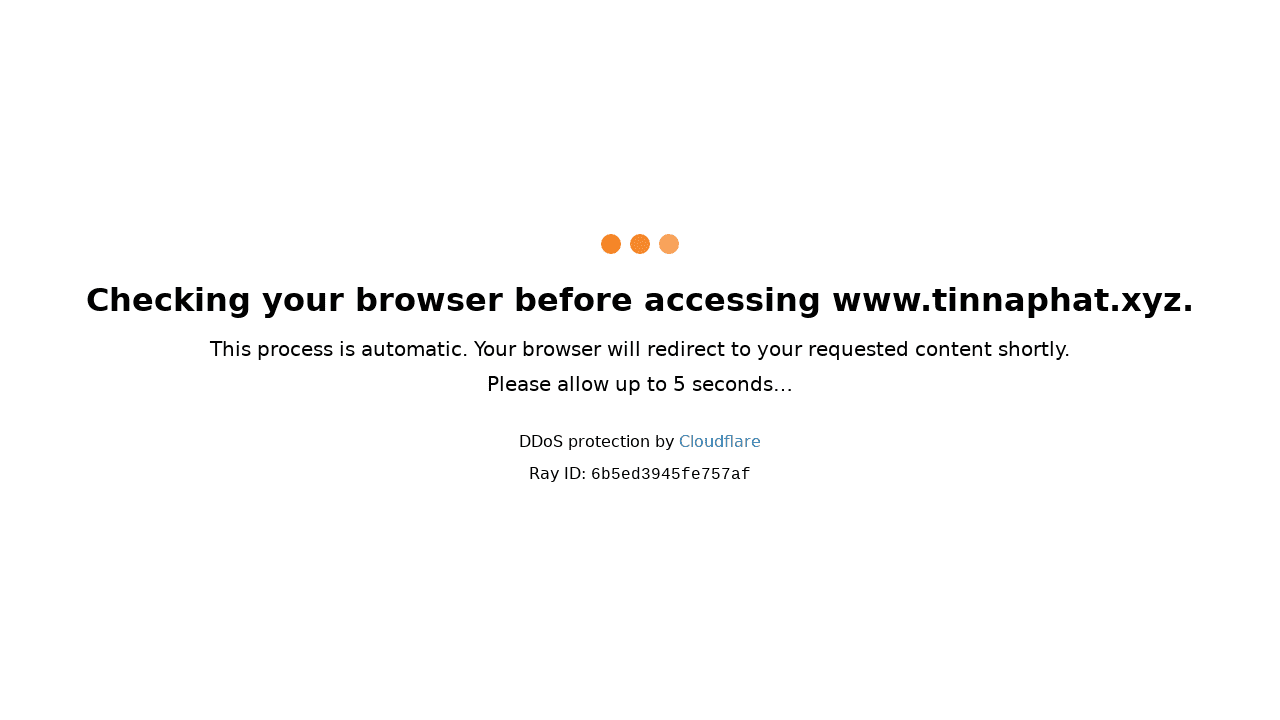 Checking your browser before accessing www.tinnaphat.xyz.
This process is automatic. Your browser will redirect to your requested content shortly.
Please allow up to 5 seconds…
DDoS protection by Cloudflare
Ray ID: 6b5ed3945fe757af